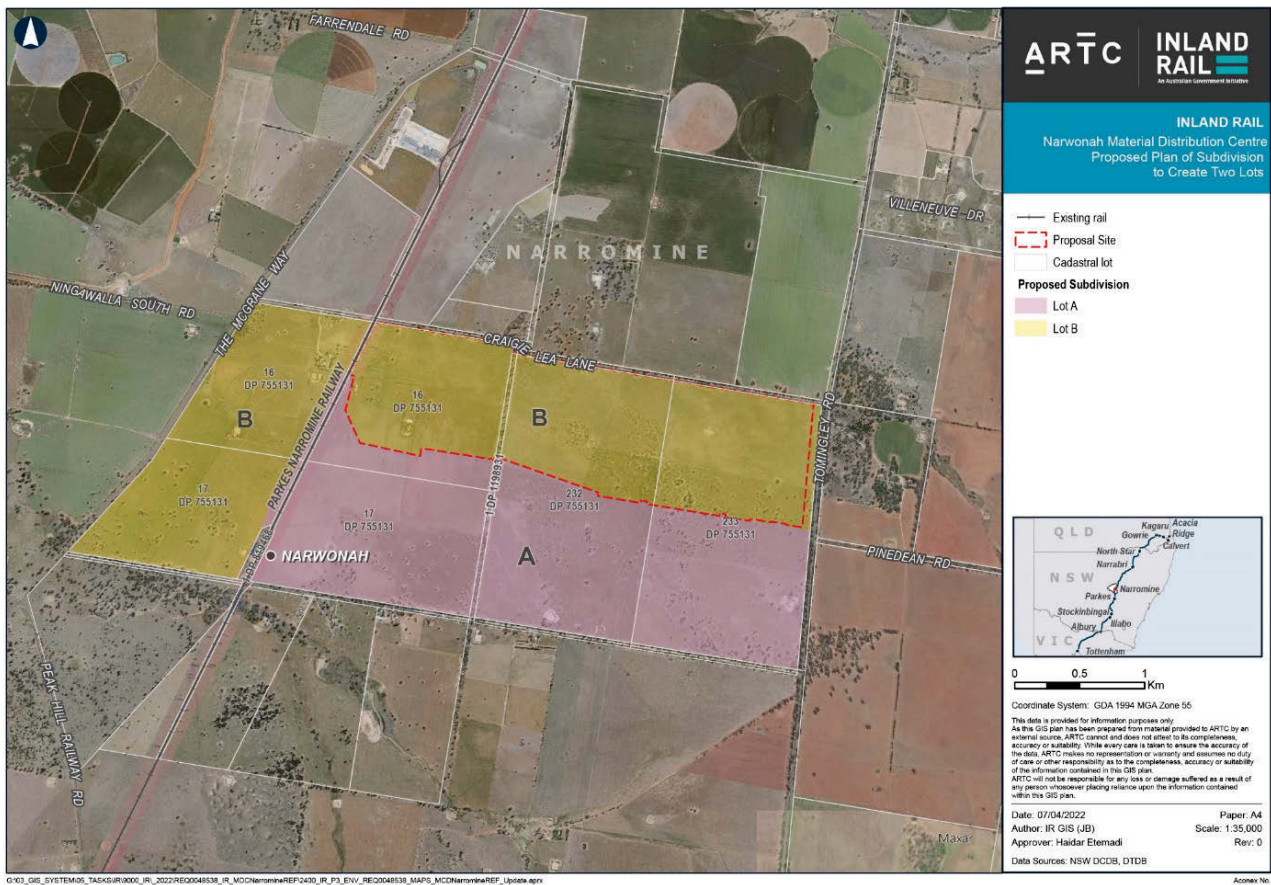 FARRENDALE RD
NARROMINE
VILLENEUVE DR
NINGAWALLA SOUTH RD
THE MCGRANE WAY
CRAIGIE LEA LANE
PARKES NARROMINE RAILWAY
TOMINGLEY RD
16
DP 755131
B
16
DP 755131
B
17
DP 755131
1 DP 1198931
17
DP 755131
232
DP 755131
233
DP 755131
NARWONAH
A
PINEDEAN RD
PEAK HILL RAILWAY RD
Maxar
ARTC
INLAND
RAIL
An Australian Government Initiative
INLAND RAIL
Narwonah Material Distribution Centre
Proposed Plan of Subdivision
to Create Two Lots
Existing rail
Proposal Site
Cadastral lot
Proposed Subdivision
Lot A
Lot B
QLD
Kagaru
Acacia
Ridge
Gowrie
Calvert
North Star
Narrabri
NSW
Narromine
Parkes
Stockinbingal
Albury
Illabo
VIC
Tottenham
0 0.5 1
Km
Coordinate System: GDA 1994 MGA Zone 55
This data is provided for information purposes only.
As this GIS plan has been prepared from material provided to ARTC by an
external source, ARTC cannot and does not attest to its completeness,
accuracy or suitability. While every care is taken to ensure the accuracy of
the data, ARTC makes no representation or warranty and assumes no duty
of care or other responsibility as to the completeness, accuracy or suitability
of the information contained in this GIS plan.
ARTC will not be responsible for any loss or damage suffered as a result of
any person whosoever placing reliance upon the information contained
within this GIS plan.
Date: 07/04/2022 Paper: A4
Author: IR GIS (JB) Scale: 1:35,000
Approver: Haidar Etemadi Rev: 0
Data Sources: NSW DCDB, DTDB
Aconex No.